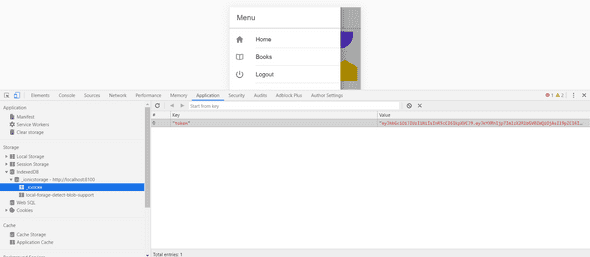 Menu
Home
Books
Logout
Elements Console Sources Network Performance Memory Application Security Audits Adblock Plus Author Settings
1 2
Application
Manifest
Service Workers
Clear storage
Storage
Local Storage
Session Storage
IndexedDB
_ionicstorage - http://localhost:8100
_ionickv
local-forage-detect-blob-support
Web SQL
Cookies
Cache
Cache Storage
Application Cache
Start from key
# Key Value
0 "token"
Total entries: 1